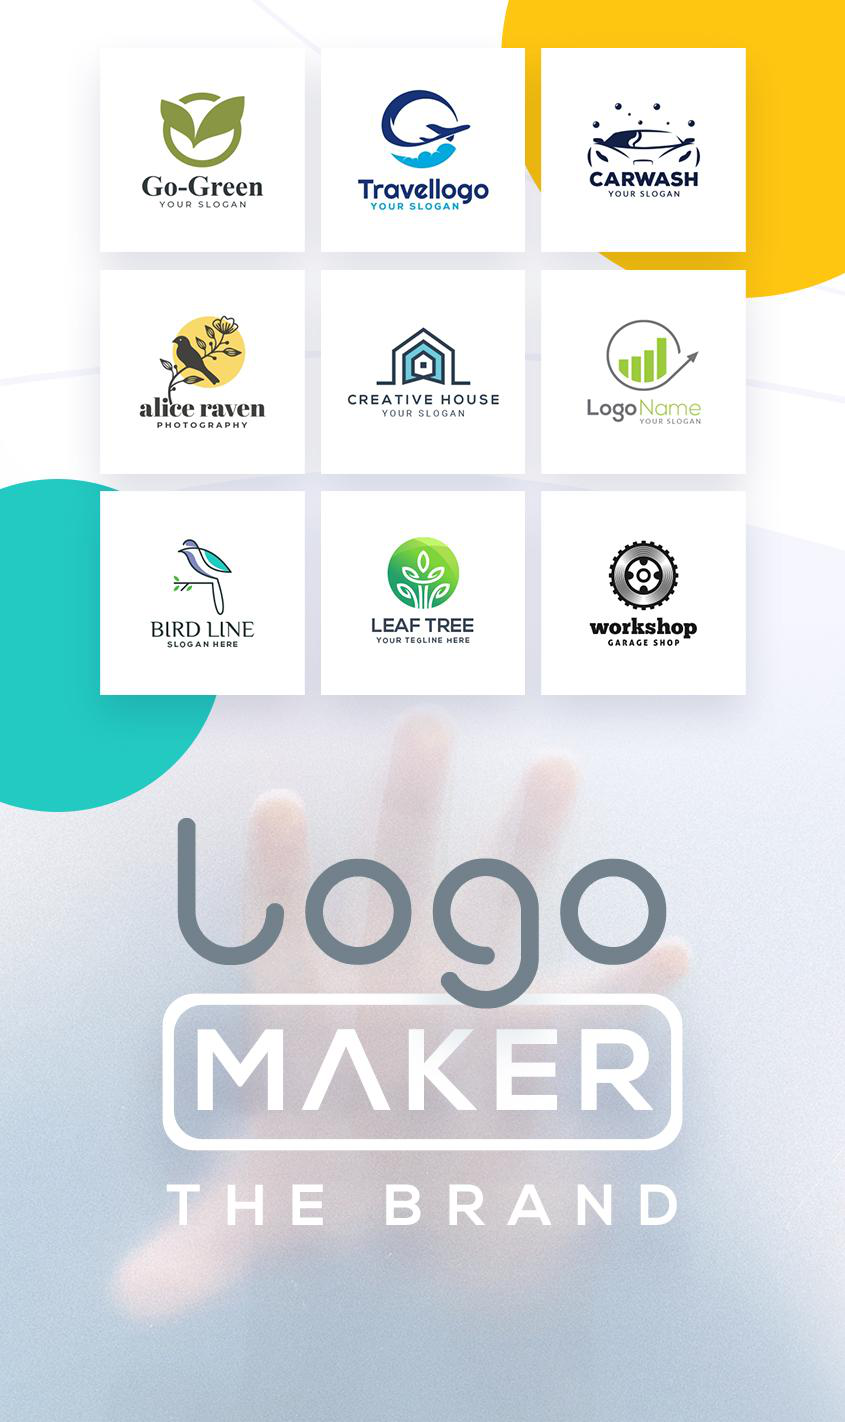 Go-Green
YOUR SLOGAN
Travellogo
YOUR SLOGAN
CARWASH
YOUR SLOGAN
alice raven
PHOTOGRAPHY
CREATIVE HOUSE
YOUR SLOGAN
LogoName
YOUR SLOGAN
BIRD LINE
SLOGAN HERE
LEAF TREE
YOUR TEGLINE HERE
workshop
GARAGE SHOP
Logo
MAKER
THE BRAND